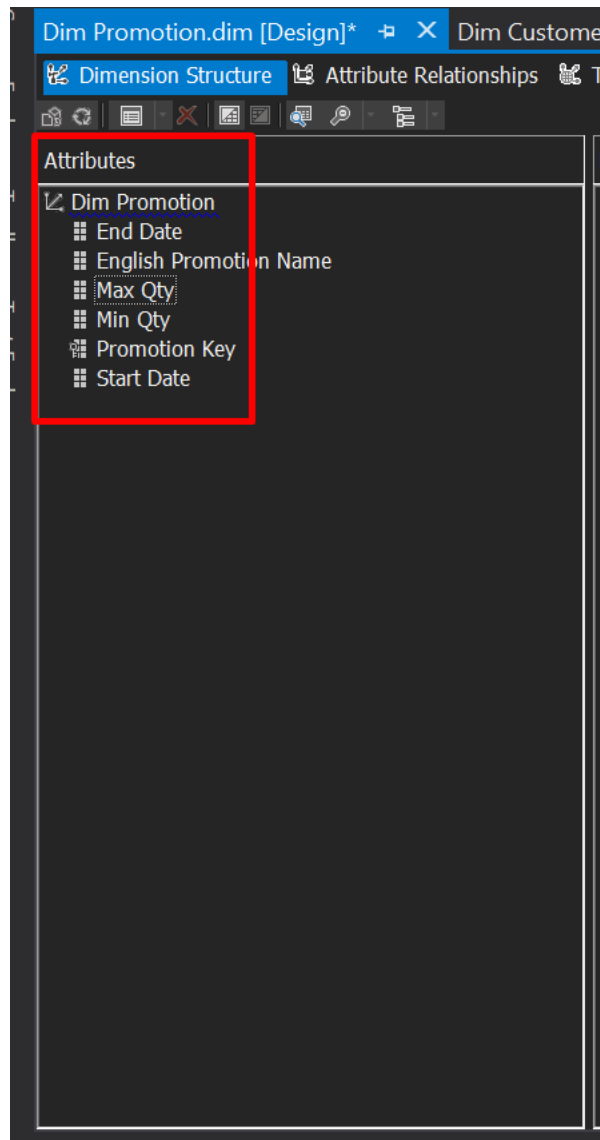 Dim Promotion.dim [Design]* Dim Custome
Dimension Structure Attribute Relationships T
Attributes
Dim Promotion
End Date
English Promotion Name
Max Qty
Min Qty
Promotion Key
Start Date